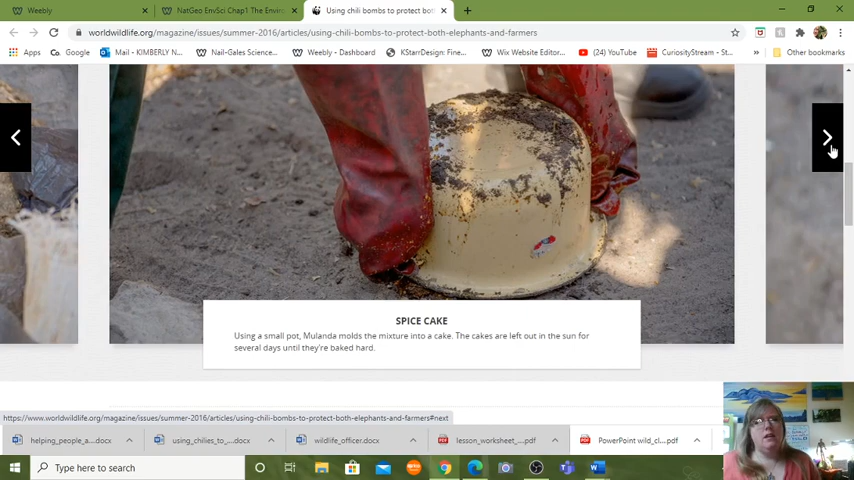 Weebly
NatGeo EnvSci Chap1 The Envir
Using chili bombs to protect bot
worldwildlife.org/magazine/issues/summer-2016/articles/using-chili-bombs-to-protect-both-elephants-and-farmers
Apps
Co, Google
Mail - KIMBERLY N...
Nail-Gales Science...
Weebly - Dashboard
KStarrDesign: Fine...
Wix Website Editor...
(24) YouTube
CuriosityStream - O...
»
Other bookmarks
SPICE CAKE
Using a small pot, Mulanda molds the mixture into a cake. The cakes are left out in the sun for
several days until they're baked hard.
https://www.worldwildlife.org/magazine/issues/summer-2016/articles/using-chili-bombs-to-protect-both-elephants-and-farmers#next
helping_people_a....docx
using_chilies_to_....docx
wildlife_officer.docx
lesson_worksheet_....pdf
PowerPoint wild_cl....pdf
Type here to search